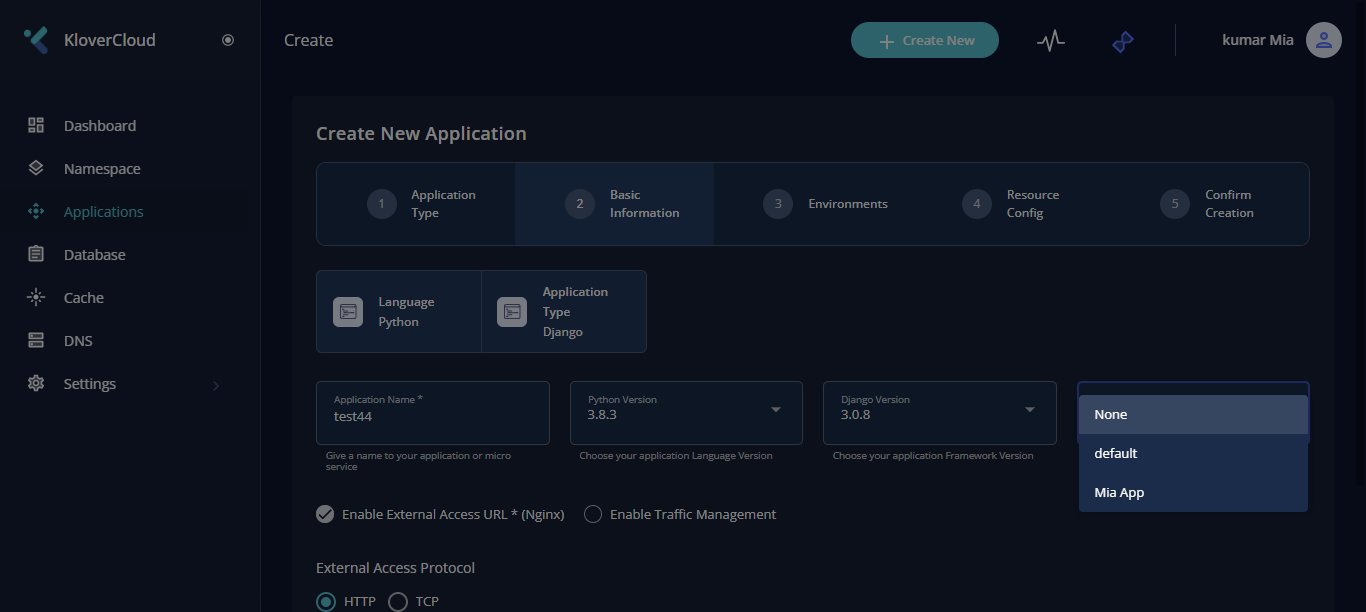 KloverCloud
Create
Create New
kumar Mia
Dashboard
Namespace
Applications
Database
Cache
DNS
Settings
Create New Application
1
Application
Type
2
Basic
Information
3
Environments
4
Resource
Config
5
Confirm
Creation
Language
Python
Application
Type
Django
Application Name *
test44
Give a name to your application or micro
service
Python Version
3.8.3
Choose your application Language Version
Django Version
3.0.8
Choose your application Framework Version
None
default
Mia App
Enable External Access URL * (Nginx)
Enable Traffic Management
External Access Protocol
HTTP
TCP